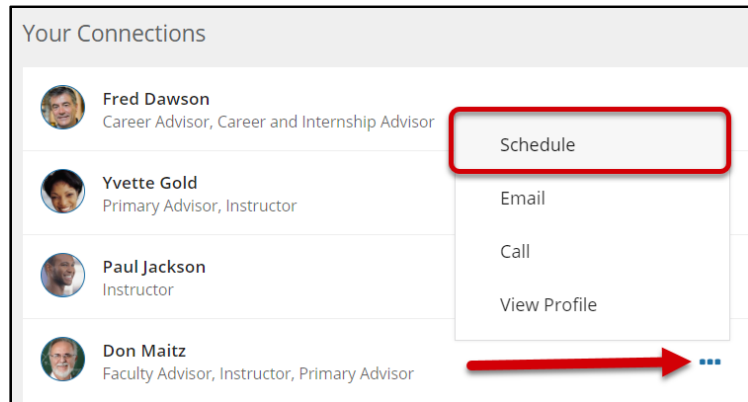 Your Connections
Fred Dawson
Career Advisor, Career and Internship Advisor
Schedule
Yvette Gold
Primary Advisor, Instructor
Email
Call
Paul Jackson
Instructor
View Profile
Don Maitz
Faculty Advisor, Instructor, Primary Advisor